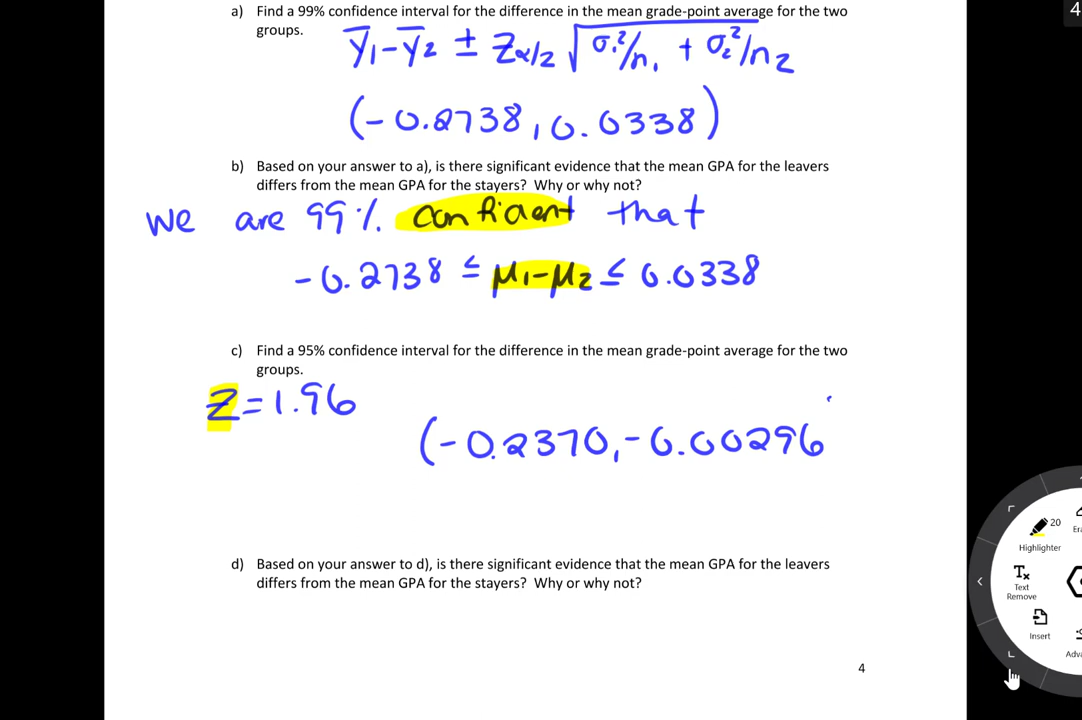 4
a) Find a 99% confidence interval for the difference in the mean grade-point average for the two
groups.
ȳ1-ȳ2 ± Zα/2 √σ1²/n1 + σ2²/n2
(-0.2738, 0.0338)
b) Based on your answer to a), is there significant evidence that the mean GPA for the leavers
differs from the mean GPA for the stayers? Why or why not?
we are 99% confident that
-0.2738 ≤ μ1-μ2 ≤ 0.0338
c) Find a 95% confidence interval for the difference in the mean grade-point average for the two
groups.
Z=1.96
(-0.2370, -0.00296
d) Based on your answer to d), is there significant evidence that the mean GPA for the leavers
differs from the mean GPA for the stayers? Why or why not?
4
20
Er
Highlighter
Tx
Text
Remove
Insert
Adv